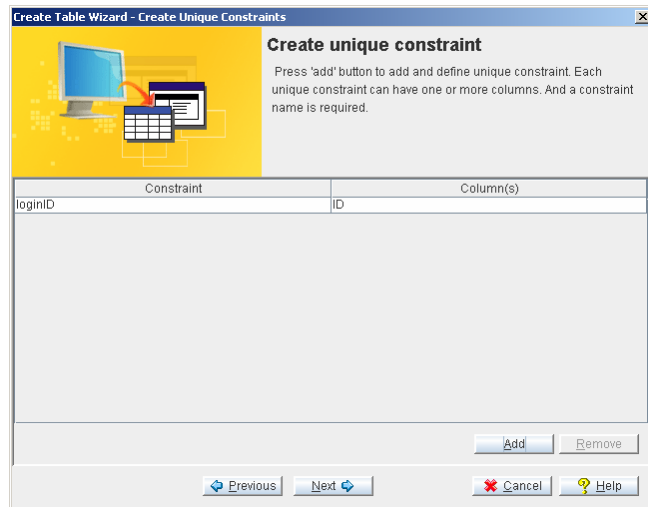 Create Table Wizard - Create Unique Constraints
Create unique constraint
Press 'add' button to add and define unique constraint. Each
unique constraint can have one or more columns. And a constraint
name is required.
Constraint Column(s)
loginID ID
Add Remove
Previous Next Cancel Help